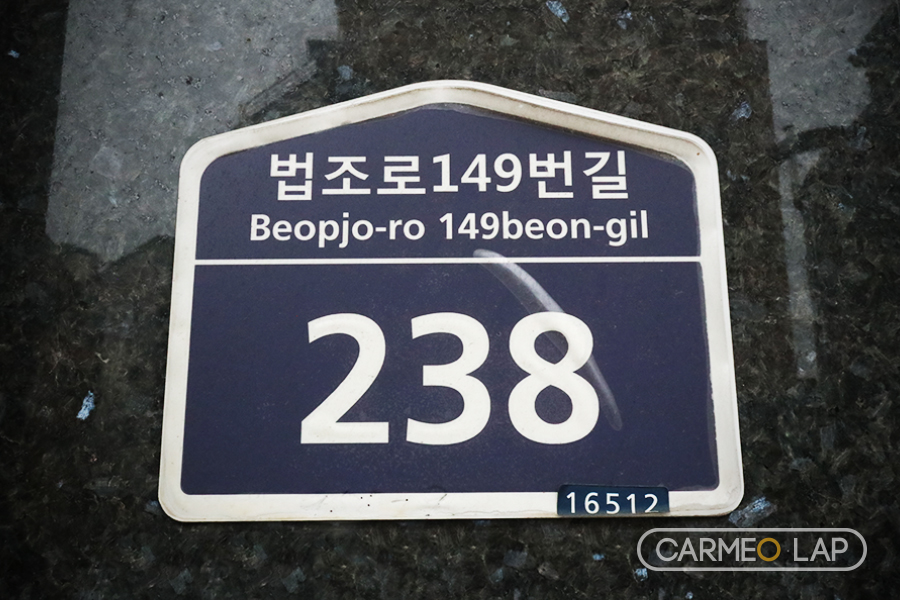 법조로149번길
Beopjo-ro 149beon-gil
238
16512
CARMEO LAP